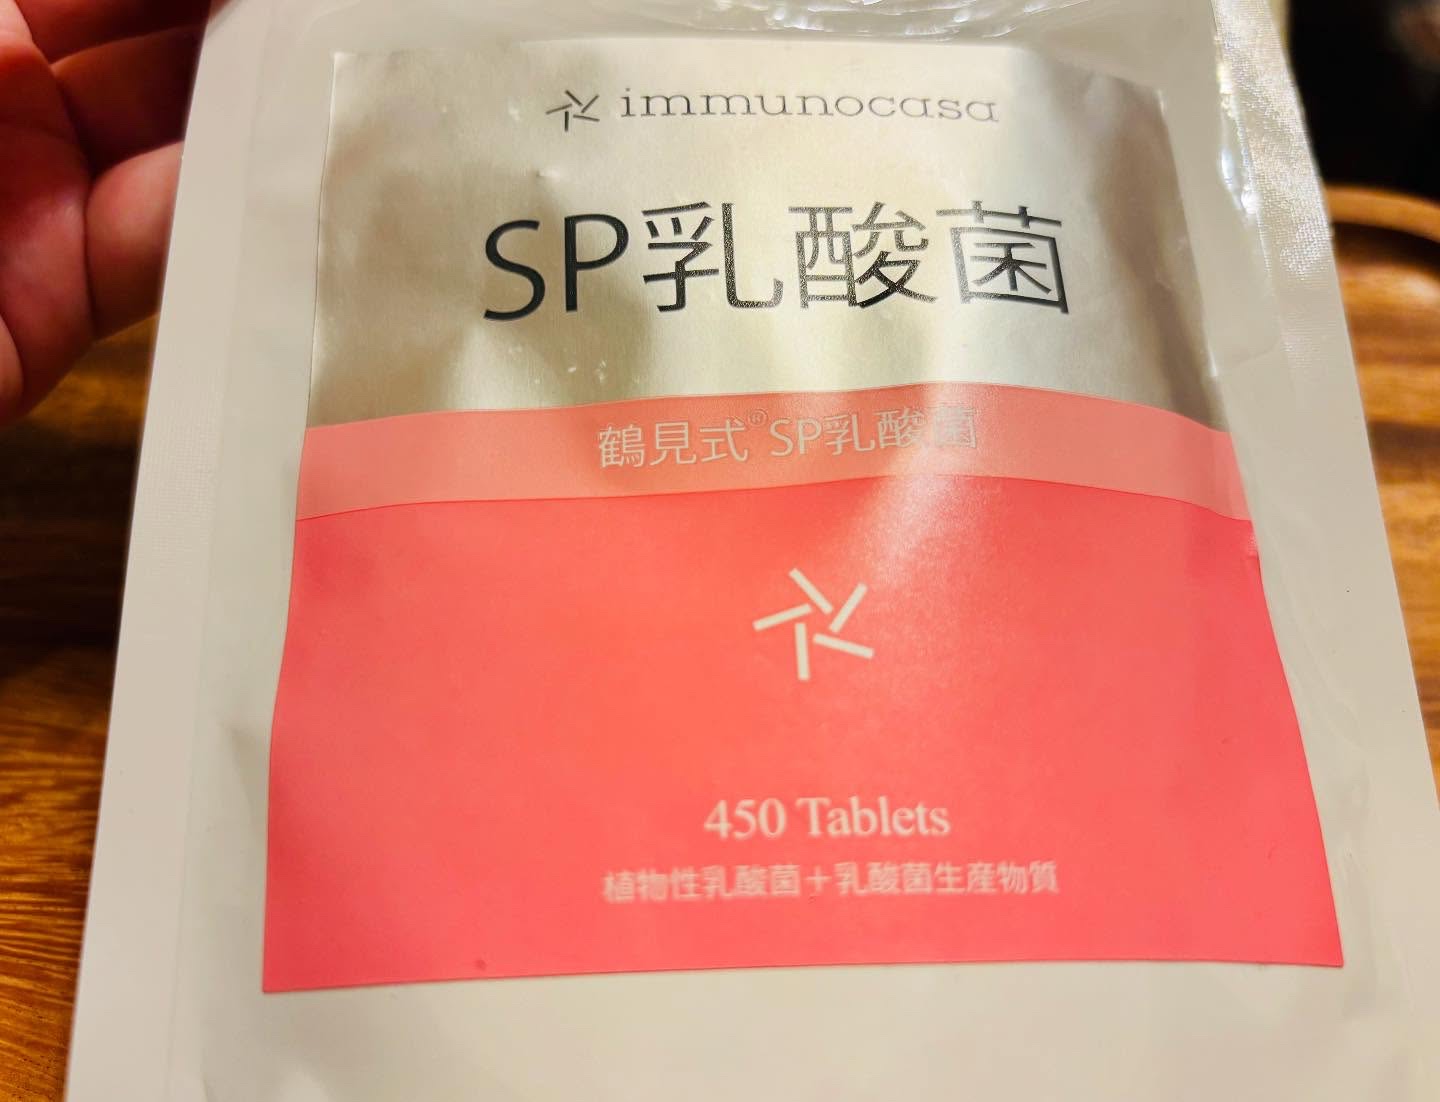 immunocasa
SP乳酸菌
鶴見式® SP乳酸菌
450 Tablets
植物性乳酸菌＋乳酸菌生産物質